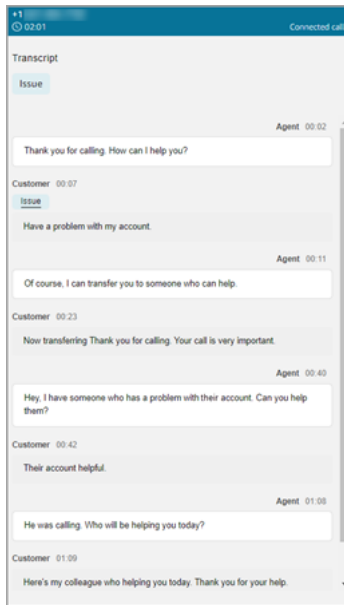 +1
02:01 Connected call
Transcript
Issue
Agent 00:02
Thank you for calling. How can I help you?
Customer 00:07
Issue
Have a problem with my account.
Agent 00:11
Of course, I can transfer you to someone who can help.
Customer 00:23
Now transferring Thank you for calling. Your call is very important.
Agent 00:40
Hey, I have someone who has a problem with their account. Can you help
them?
Customer 00:42
Their account helpful.
Agent 01:08
He was calling. Who will be helping you today?
Customer 01:09
Here's my colleague who helping you today. Thank you for your help.